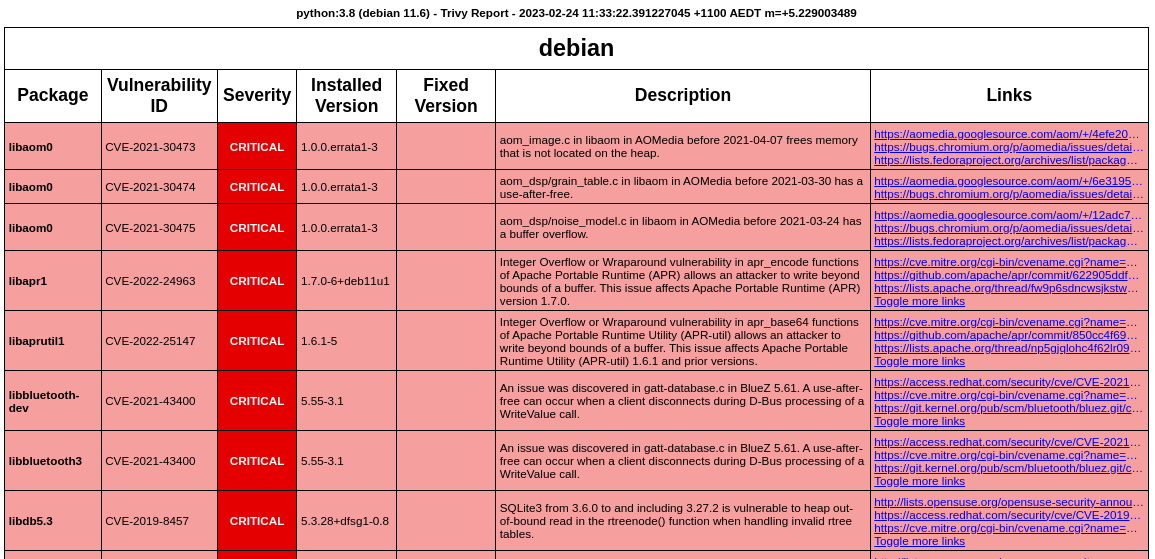 python:3.8 (debian 11.6) - Trivy Report - 2023-02-24 11:33:22.391227045 +1100 AEDT m=+5.229003489
debian
Package Vulnerability ID Severity Installed Version Fixed Version Description Links
libaom0 CVE-2021-30473 CRITICAL 1.0.0.errata1-3
aom_image.c in libaom in AOMedia before 2021-04-07 frees memory
that is not located on the heap.
https://aomedia.googlesource.com/aom/+/4efe20…
https://bugs.chromium.org/p/aomedia/issues/detai…
https://lists.fedoraproject.org/archives/list/packag…
libaom0 CVE-2021-30474 CRITICAL 1.0.0.errata1-3
aom_dsp/grain_table.c in libaom in AOMedia before 2021-03-30 has a
use-after-free.
https://aomedia.googlesource.com/aom/+/6e3195…
https://bugs.chromium.org/p/aomedia/issues/detai…
libaom0 CVE-2021-30475 CRITICAL 1.0.0.errata1-3
aom_dsp/noise_model.c in libaom in AOMedia before 2021-03-24 has
a buffer overflow.
https://aomedia.googlesource.com/aom/+/12adc7…
https://bugs.chromium.org/p/aomedia/issues/detai…
https://lists.fedoraproject.org/archives/list/packag…
libapr1 CVE-2022-24963 CRITICAL 1.7.0-6+deb11u1
Integer Overflow or Wraparound vulnerability in apr_encode functions
of Apache Portable Runtime (APR) allows an attacker to write beyond
bounds of a buffer. This issue affects Apache Portable Runtime (APR)
version 1.7.0.
https://cve.mitre.org/cgi-bin/cvename.cgi?name=…
https://github.com/apache/apr/commit/622905ddf…
https://lists.apache.org/thread/fw9p6sdncwsjkstw…
Toggle more links
libaprutil1 CVE-2022-25147 CRITICAL 1.6.1-5
Integer Overflow or Wraparound vulnerability in apr_base64 functions
of Apache Portable Runtime Utility (APR-util) allows an attacker to
write beyond bounds of a buffer. This issue affects Apache Portable
Runtime Utility (APR-util) 1.6.1 and prior versions.
https://cve.mitre.org/cgi-bin/cvename.cgi?name=…
https://github.com/apache/apr/commit/850cc4f69…
https://lists.apache.org/thread/np5gjqlohc4f62lr09…
Toggle more links
libbluetooth-
dev
CVE-2021-43400 CRITICAL 5.55-3.1
An issue was discovered in gatt-database.c in BlueZ 5.61. A use-after-
free can occur when a client disconnects during D-Bus processing of a
WriteValue call.
https://access.redhat.com/security/cve/CVE-2021…
https://cve.mitre.org/cgi-bin/cvename.cgi?name=…
https://git.kernel.org/pub/scm/bluetooth/bluez.git/c…
Toggle more links
libbluetooth3 CVE-2021-43400 CRITICAL 5.55-3.1
An issue was discovered in gatt-database.c in BlueZ 5.61. A use-after-
free can occur when a client disconnects during D-Bus processing of a
WriteValue call.
https://access.redhat.com/security/cve/CVE-2021…
https://cve.mitre.org/cgi-bin/cvename.cgi?name=…
https://git.kernel.org/pub/scm/bluetooth/bluez.git/c…
Toggle more links
libdb5.3 CVE-2019-8457 CRITICAL 5.3.28+dfsg1-0.8
SQLite3 from 3.6.0 to and including 3.27.2 is vulnerable to heap out-
of-bound read in the rtreenode() function when handling invalid rtree
tables.
http://lists.opensuse.org/opensuse-security-annou…
https://access.redhat.com/security/cve/CVE-2019…
https://cve.mitre.org/cgi-bin/cvename.cgi?name=…
Toggle more links